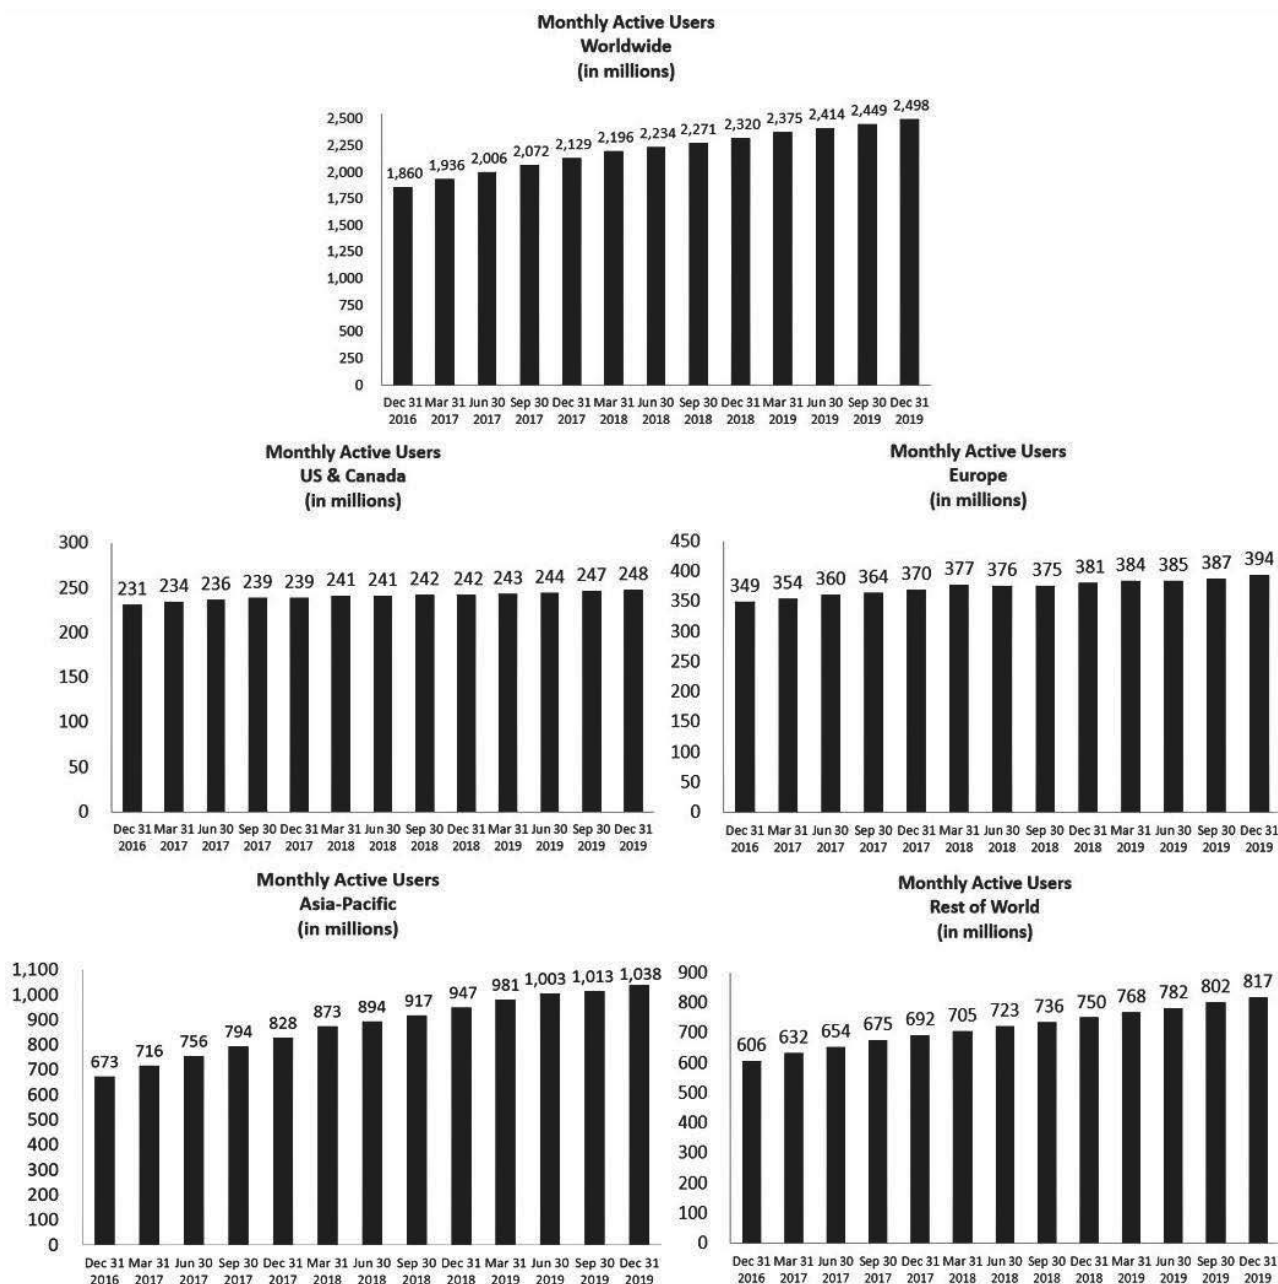 Monthly Active Users
Worldwide
(in millions)
2,500
2,250
2,000
1,750
1,500
1,250
1,000
750
500
250
0
1,860 1,936 2,006 2,072 2,129 2,196 2,234 2,271 2,320 2,375 2,414 2,449 2,498
Dec 31 Mar 31 Jun 30 Sep 30 Dec 31 Mar 31 Jun 30 Sep 30 Dec 31 Mar 31 Jun 30 Sep 30 Dec 31
2016 2017 2017 2017 2017 2018 2018 2018 2018 2019 2019 2019 2019
Monthly Active Users
US & Canada
(in millions)
300
250
200
150
100
50
0
231 234 236 239 239 241 241 242 242 243 244 247 248
Dec 31 Mar 31 Jun 30 Sep 30 Dec 31 Mar 31 Jun 30 Sep 30 Dec 31 Mar 31 Jun 30 Sep 30 Dec 31
2016 2017 2017 2017 2017 2018 2018 2018 2018 2019 2019 2019 2019
Monthly Active Users
Europe
(in millions)
450
400
350
300
250
200
150
100
50
0
349 354 360 364 370 377 376 375 381 384 385 387 394
Dec 31 Mar 31 Jun 30 Sep 30 Dec 31 Mar 31 Jun 30 Sep 30 Dec 31 Mar 31 Jun 30 Sep 30 Dec 31
2016 2017 2017 2017 2017 2018 2018 2018 2018 2019 2019 2019 2019
Monthly Active Users
Asia-Pacific
(in millions)
1,100
1,000
900
800
700
600
500
400
300
200
100
0
673 716 756 794 828 873 894 917 947 981 1,003 1,013 1,038
Dec 31 Mar 31 Jun 30 Sep 30 Dec 31 Mar 31 Jun 30 Sep 30 Dec 31 Mar 31 Jun 30 Sep 30 Dec 31
2016 2017 2017 2017 2017 2018 2018 2018 2018 2019 2019 2019 2019
Monthly Active Users
Rest of World
(in millions)
900
800
700
600
500
400
300
200
100
0
606 632 654 675 692 705 723 736 750 768 782 802 817
Dec 31 Mar 31 Jun 30 Sep 30 Dec 31 Mar 31 Jun 30 Sep 30 Dec 31 Mar 31 Jun 30 Sep 30 Dec 31
2016 2017 2017 2017 2017 2018 2018 2018 2018 2019 2019 2019 2019